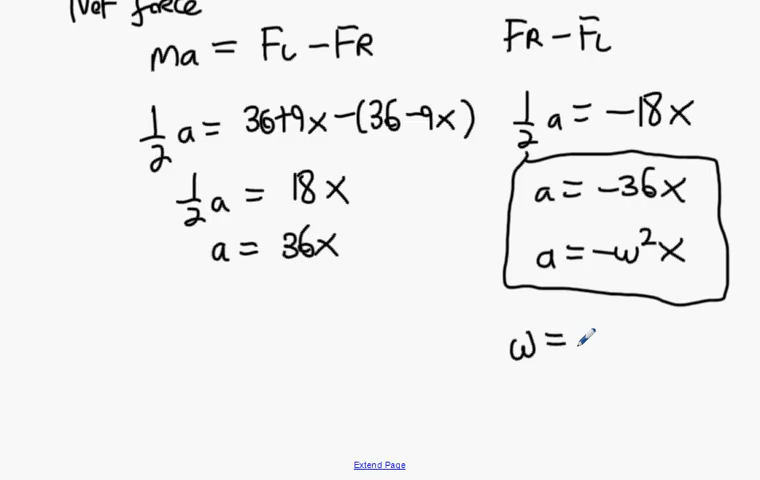 Net force
ma = FL - FR
1/2 a = 36+9x-(36-9x)
1/2 a = 18x
a = 36x
FR - FL
1/2 a = -18x
a = -36x
a = -ω²x
ω =
Extend Page